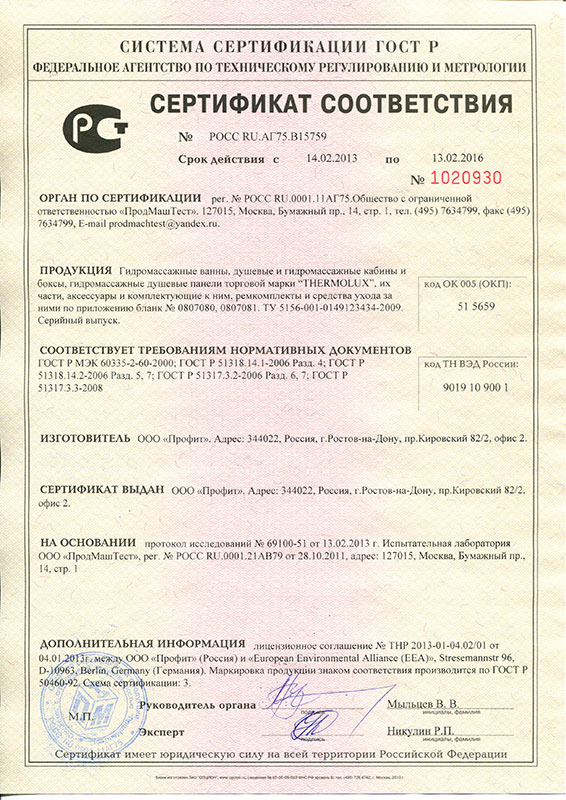 СИСТЕМА СЕРТИФИКАЦИИ ГОСТ Р
ФЕДЕРАЛЬНОЕ АГЕНТСТВО ПО ТЕХНИЧЕСКОМУ РЕГУЛИРОВАНИЮ И МЕТРОЛОГИИ
СЕРТИФИКАТ СООТВЕТСТВИЯ
№ РОСС RU.АГ75.В15759
Срок действия с 14.02.2013 по 13.02.2016
№ 1020930
ОРГАН ПО СЕРТИФИКАЦИИ рег. № РОСС RU.0001.11АГ75.Общество с ограниченной
ответственностью «ПродМашТест». 127015, Москва, Бумажный пр., 14, стр. 1, тел. (495) 7634799, факс (495)
7634799, E-mail prodmachtest@yandex.ru.
ПРОДУКЦИЯ Гидромассажные ванны, душевые и гидромассажные кабины и
боксы, гидромассажные душевые панели торговой марки "THERMOLUX", их
части, аксессуары и комплектующие к ним, ремкомплекты и средства ухода за
ними по приложению бланк № 0807080, 0807081. ТУ 5156-001-0149123434-2009.
Серийный выпуск.
код ОК 005 (ОКП):
51 5659
СООТВЕТСТВУЕТ ТРЕБОВАНИЯМ НОРМАТИВНЫХ ДОКУМЕНТОВ
ГОСТ Р МЭК 60335-2-60-2000; ГОСТ Р 51318.14.1-2006 Разд. 4; ГОСТ Р
51318.14.2-2006 Разд. 5, 7; ГОСТ Р 51317.3.2-2006 Разд. 6, 7; ГОСТ Р
51317.3.3-2008
код ТН ВЭД России:
9019 10 900 1
ИЗГОТОВИТЕЛЬ ООО «Профит». Адрес: 344022, Россия, г.Ростов-на-Дону, пр.Кировский 82/2, офис 2.
СЕРТИФИКАТ ВЫДАН ООО «Профит». Адрес: 344022, Россия, г.Ростов-на-Дону, пр.Кировский 82/2,
офис 2.
НА ОСНОВАНИИ протокол исследований № 69100-51 от 13.02.2013 г. Испытательная лаборатория
ООО «ПродМашТест», рег. № РОСС RU.0001.21АВ79 от 28.10.2011, адрес: 127015, Москва, Бумажный пр.,
14, стр. 1
ДОПОЛНИТЕЛЬНАЯ ИНФОРМАЦИЯ лицензионное соглашение № ТНР 2013-01-04.02/01 от
04.01.2013г. между ООО «Профит» (Россия) и «European Environmental Alliance (EEA)», Stresemannstr 96,
D-10963, Berlin, Germany (Германия). Маркировка продукции знаком соответствия производится по ГОСТ Р
50460-92. Схема сертификации: 3.
Руководитель органа
Мыльцев В. В.
подпись
инициалы, фамилия
М.П.
Эксперт
Никулин Р.П.
подпись
инициалы, фамилия
Сертификат имеет юридическую силу на всей территории Российской Федерации